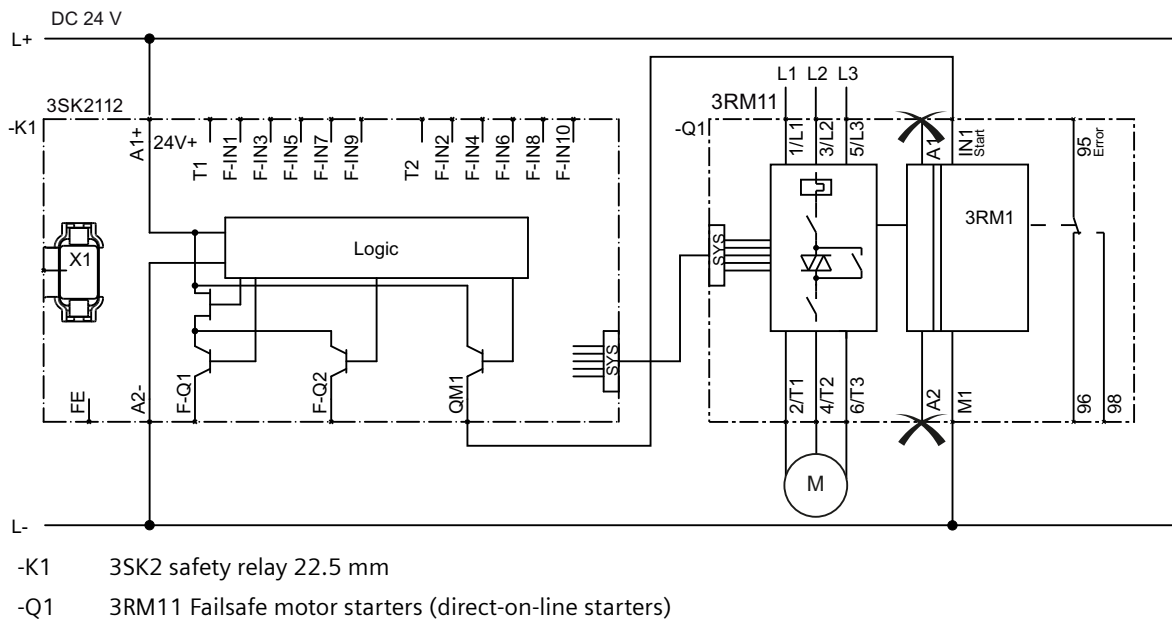 DC 24 V
L+
L1 L2 L3
3SK2112
3RM11
-K1
A1+
24V+
T1
F-IN1
F-IN3
F-IN5
F-IN7
F-IN9
T2
F-IN2
F-IN4
F-IN6
F-IN8
F-IN10
-Q1
1/L1
3/L2
5/L3
A1
IN1
Start
95
Error
Logic
X1
3RM1
SYS
SYS
FE
A2-
F-Q1
F-Q2
QM1
2/T1
4/T2
6/T3
A2
M1
96
98
M
L-
-K1 3SK2 safety relay 22.5 mm
-Q1 3RM11 Failsafe motor starters (direct-on-line starters)